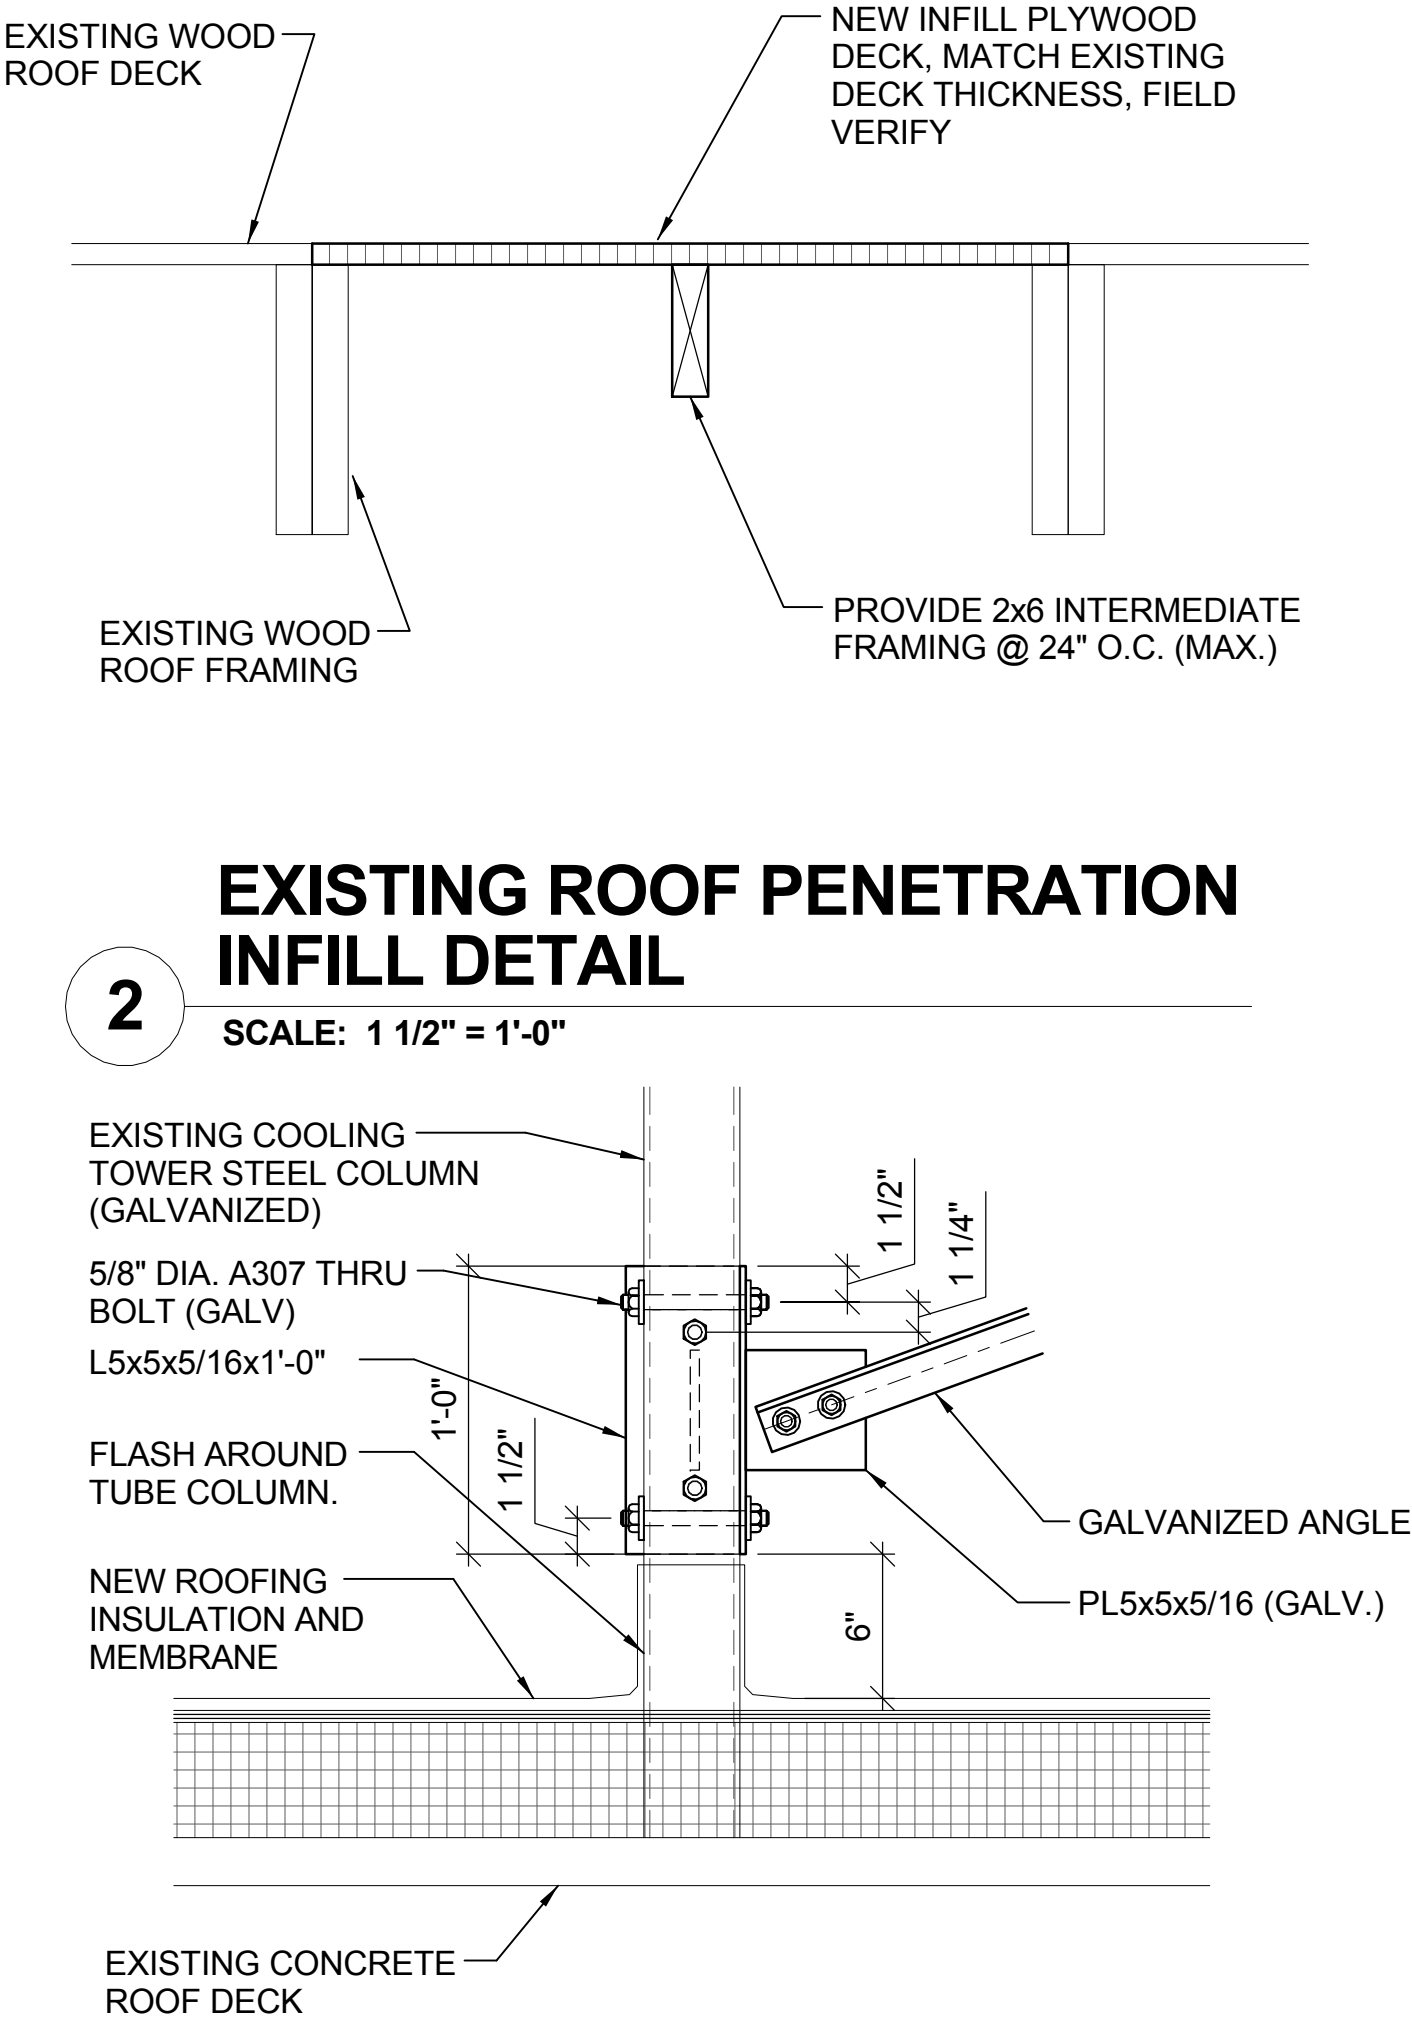 EXISTING WOOD
ROOF DECK
NEW INFILL PLYWOOD
DECK, MATCH EXISTING
DECK THICKNESS, FIELD
VERIFY
EXISTING WOOD
ROOF FRAMING
PROVIDE 2x6 INTERMEDIATE
FRAMING @ 24" O.C. (MAX.)
2
EXISTING ROOF PENETRATION
INFILL DETAIL
SCALE: 1 1/2" = 1'-0"
EXISTING COOLING
TOWER STEEL COLUMN
(GALVANIZED)
5/8" DIA. A307 THRU
BOLT (GALV)
L5x5x5/16x1'-0"
FLASH AROUND
TUBE COLUMN.
NEW ROOFING
INSULATION AND
MEMBRANE
1'-0"
1 1/2"
1 1/2"
1 1/4"
6"
GALVANIZED ANGLE
PL5x5x5/16 (GALV.)
EXISTING CONCRETE
ROOF DECK